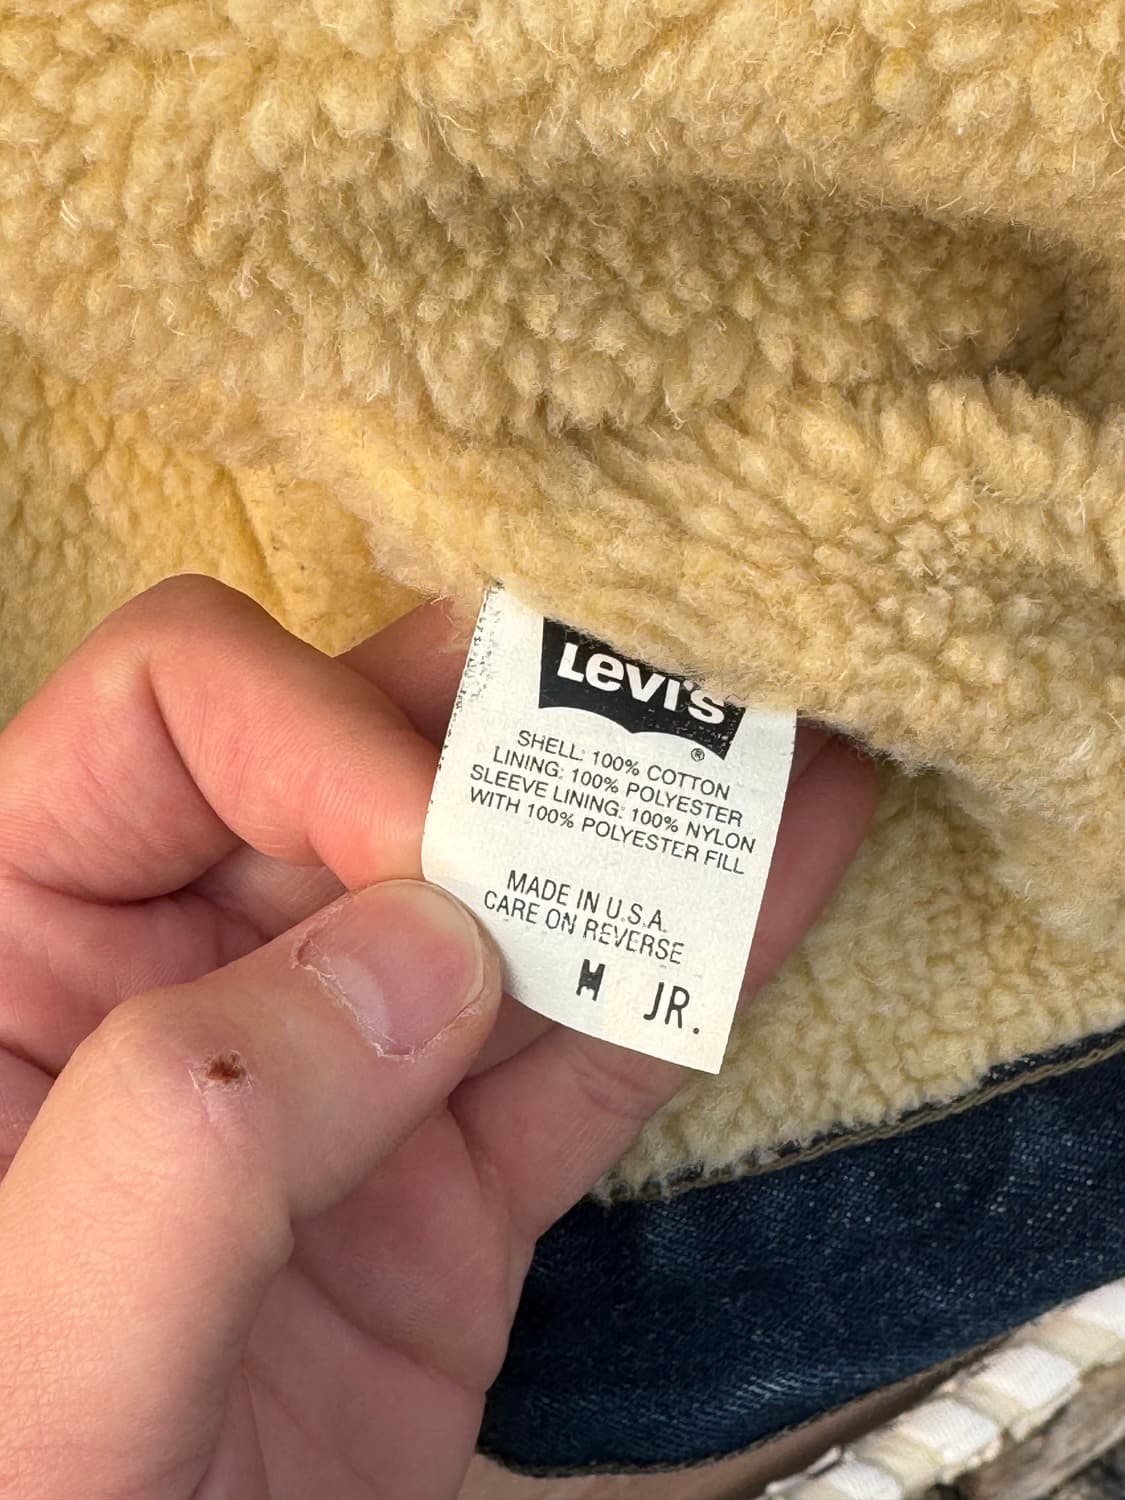 Levi's
®
SHELL: 100% COTTON
LINING: 100% POLYESTER
SLEEVE LINING: 100% NYLON
WITH 100% POLYESTER FILL
MADE IN U.S.A.
CARE ON REVERSE
M JR.